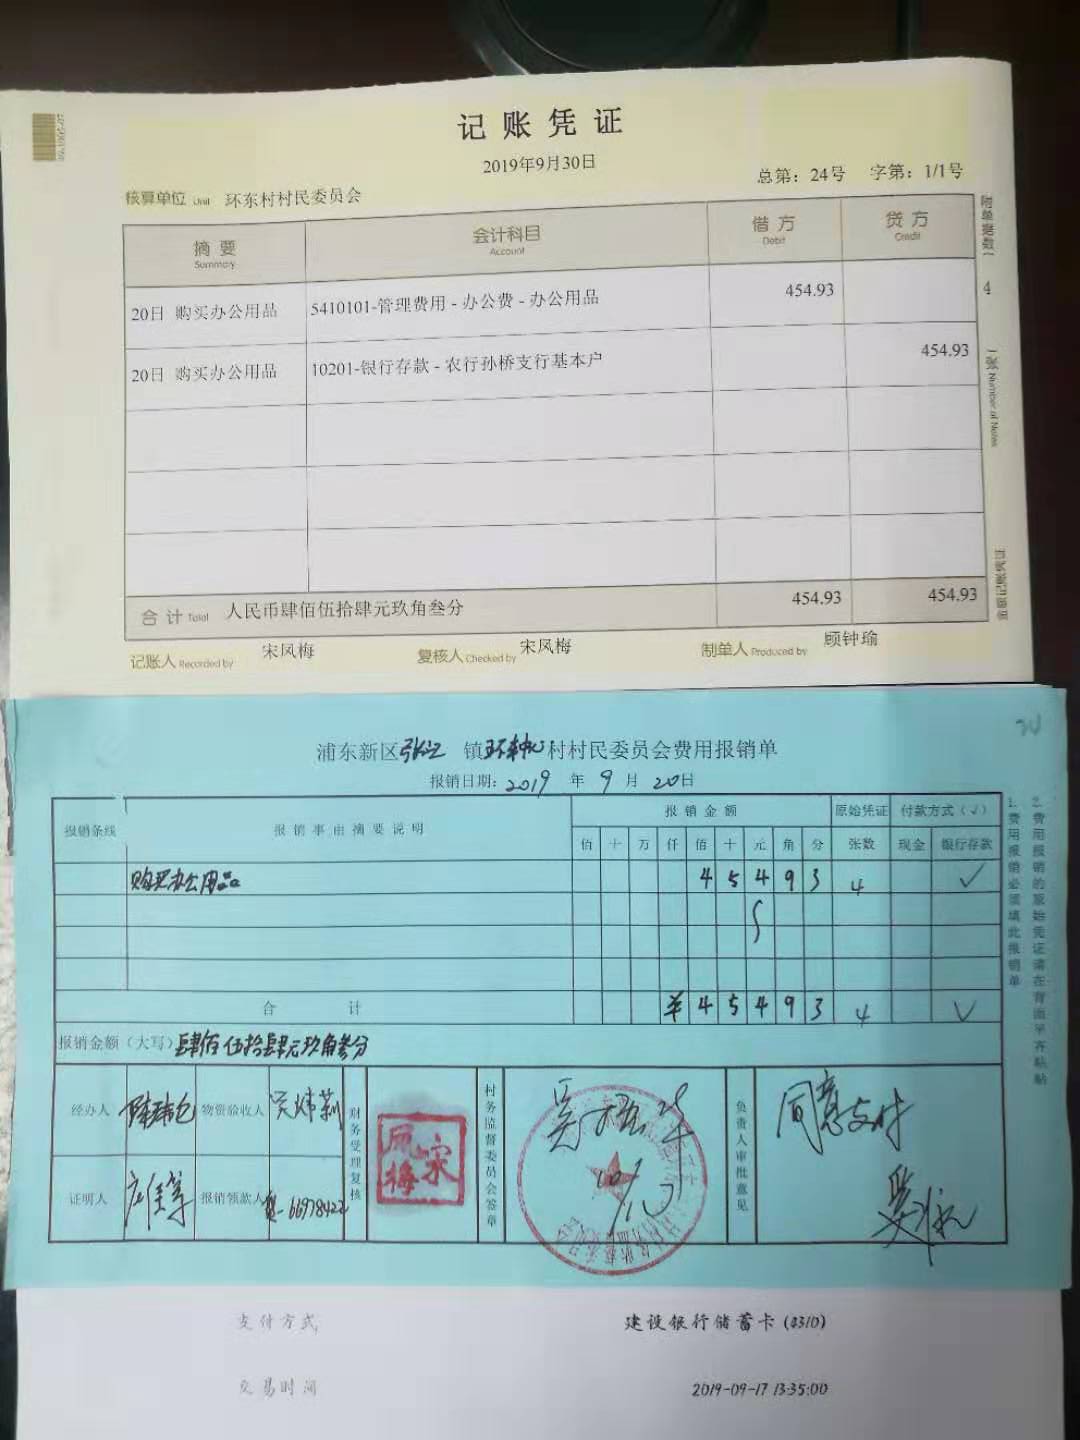 记账凭证
2019年9月30日
总第：24号 字第：1/1号
核算单位 Unit 环东村村民委员会
摘要 Summary 会计科目 Account 借方 Debit 贷方 Credit
附单据数 4 张 Number of Notes
20日 购买办公用品 5410101-管理费用-办公费-办公用品 454.93
20日 购买办公用品 10201-银行存款-农行孙桥支行基本户 454.93
合计 Total 人民币肆佰伍拾肆元玖角叁分 454.93 454.93
记账人 Recorded by 宋凤梅 复核人 Checked by 宋凤梅 制单人 Produced by 顾钟瑜
浦东新区张江镇环东中心村村民委员会费用报销单
报销日期：2019年9月20日
报销条线 报销事由摘要说明 报销金额 原始凭证 付款方式（√）
佰十万仟佰十元角分 张数 现金 银行存款
购买办公用品 45493 4 ✓
合计 ¥45493 4 ✓
报销金额（大写）肆佰伍拾肆元玖角叁分
经办人 物资验收人
财务受理复核
村务监督委员会签章
负责人审批意见 同意支付
证明人 报销领款人 66978422
1.费用报销必须填此报销单
2.费用报销的原始凭证请在背面平齐粘贴
支付方式 建设银行储蓄卡(4310)
交易时间 2019-09-17 13:35:00